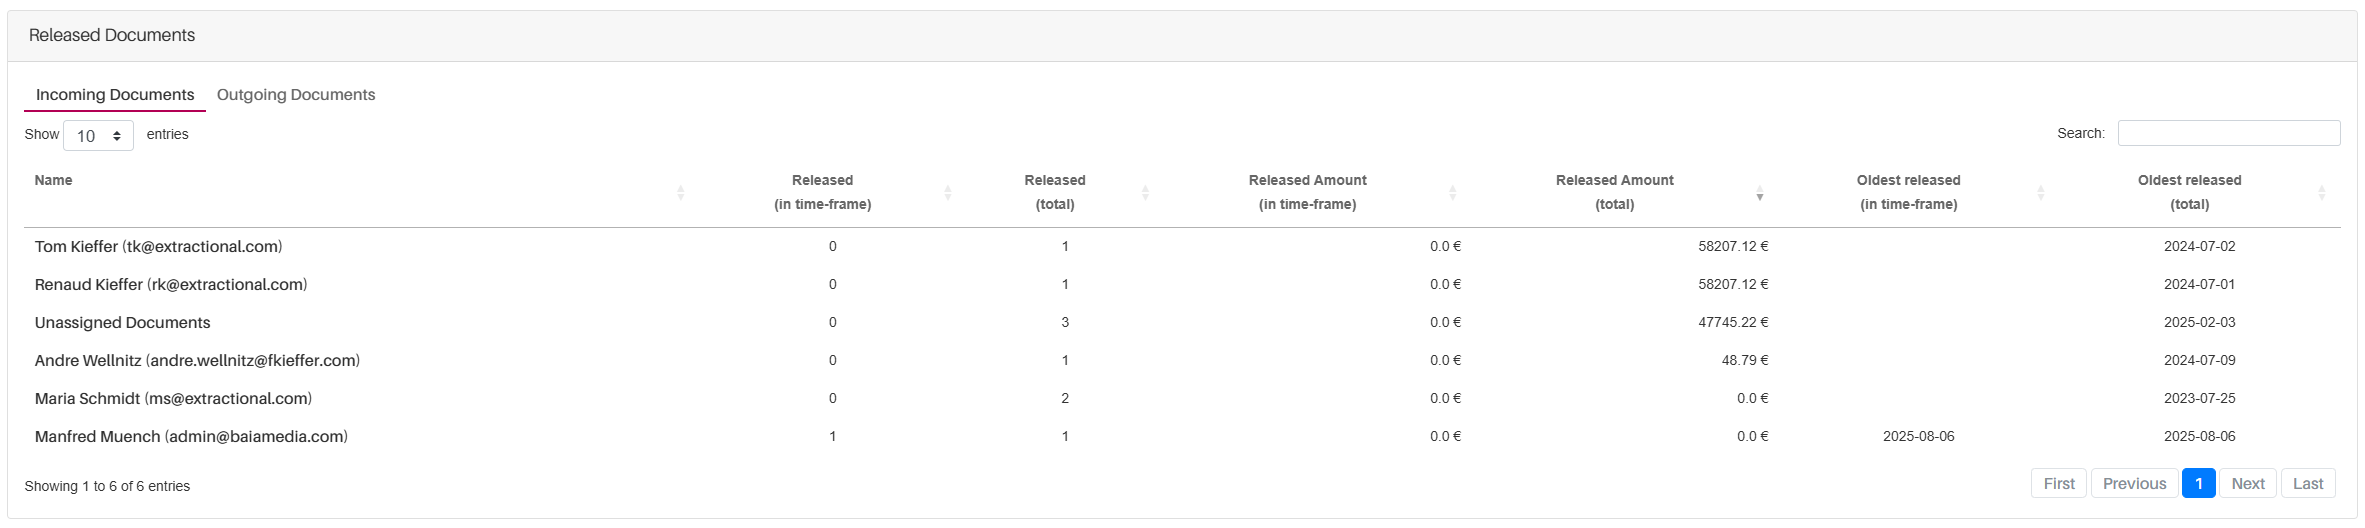 Released Documents
Incoming Documents Outgoing Documents
Show 10 entries Search:
Name Released (in time-frame) Released (total) Released Amount (in time-frame) Released Amount (total) Oldest released (in time-frame) Oldest released (total)
Tom Kieffer (tk@extractional.com) 0 1 0.0 € 58207.12 € 2024-07-02
Renaud Kieffer (rk@extractional.com) 0 1 0.0 € 58207.12 € 2024-07-01
Unassigned Documents 0 3 0.0 € 47745.22 € 2025-02-03
Andre Wellnitz (andre.wellnitz@fkieffer.com) 0 1 0.0 € 48.79 € 2024-07-09
Maria Schmidt (ms@extractional.com) 0 2 0.0 € 0.0 € 2023-07-25
Manfred Muench (admin@baiamedia.com) 1 1 0.0 € 0.0 € 2025-08-06 2025-08-06
Showing 1 to 6 of 6 entries First Previous 1 Next Last